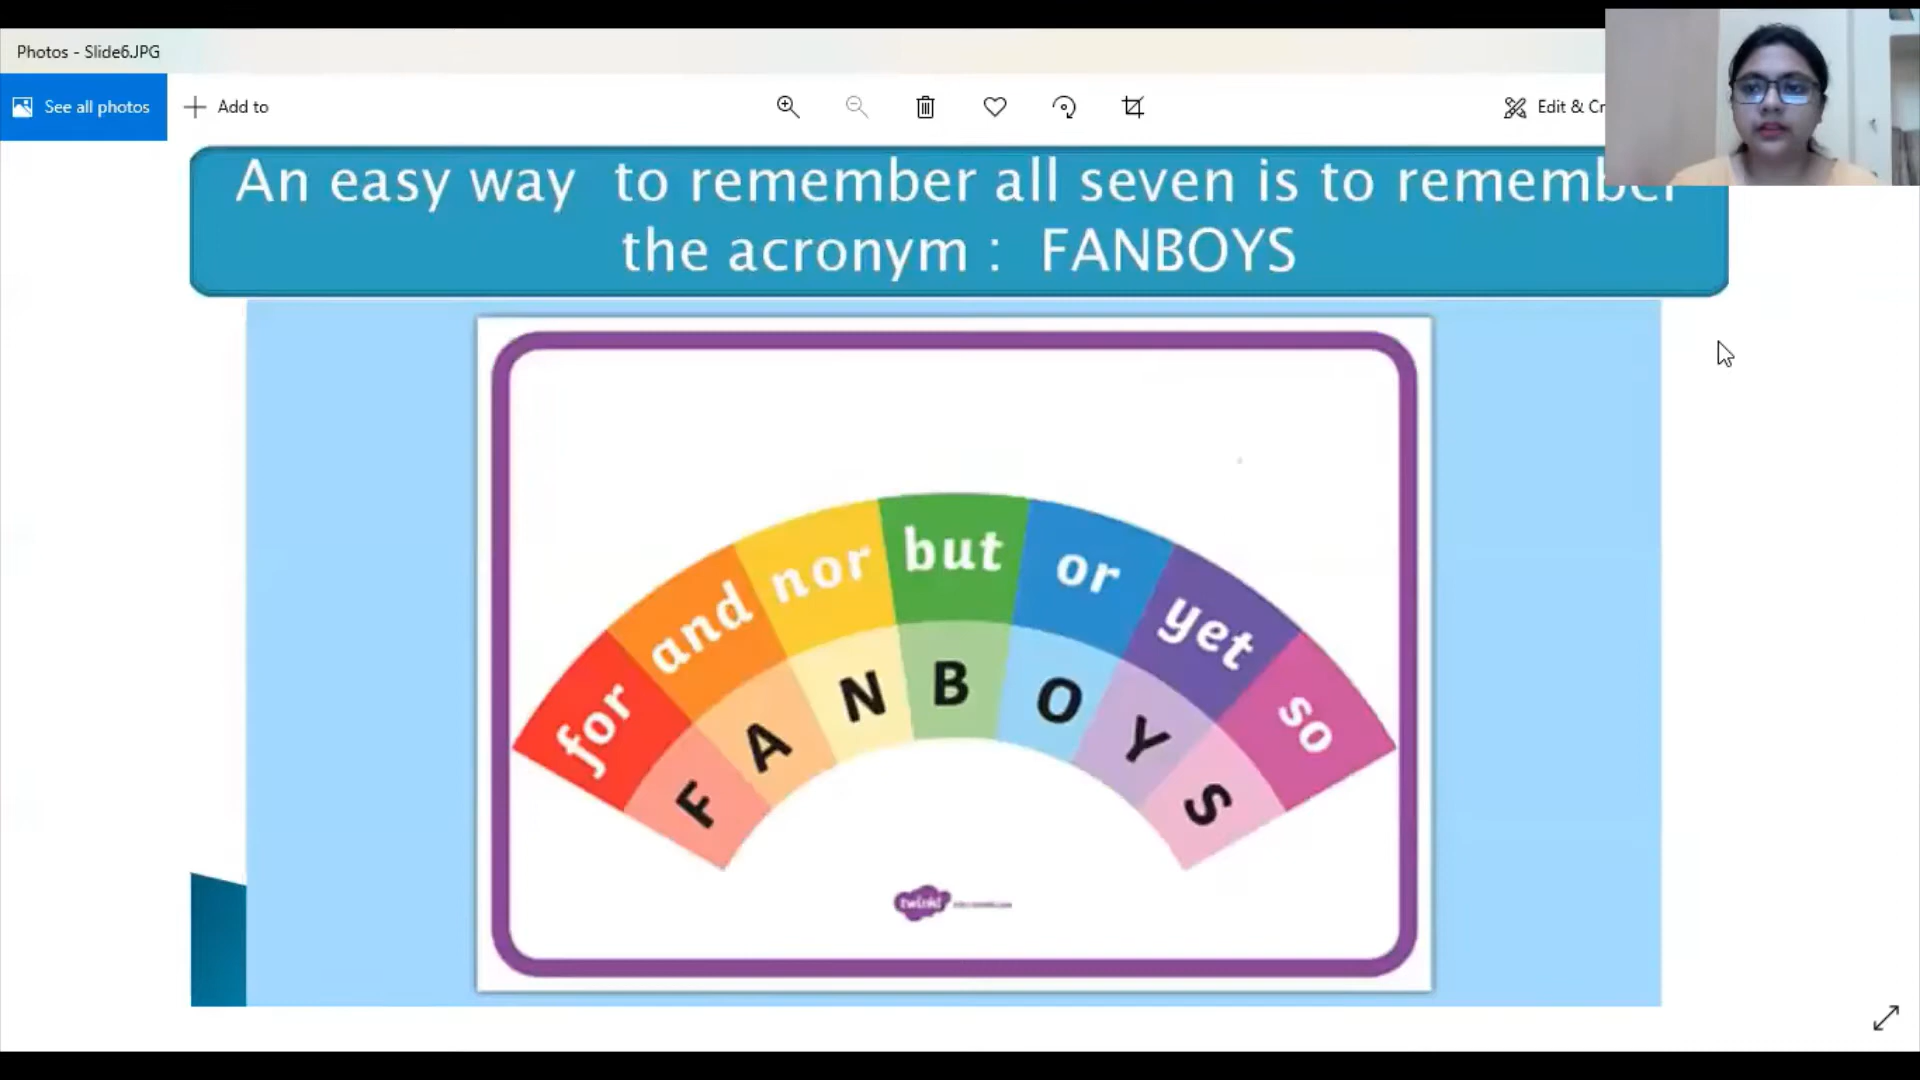 Photos - Slide6.JPG
See all photos
Add to
Edit & Cr
An easy way to remember all seven is to remember
the acronym : FANBOYS
for and nor but or yet so
F A N B O Y S
twinkl